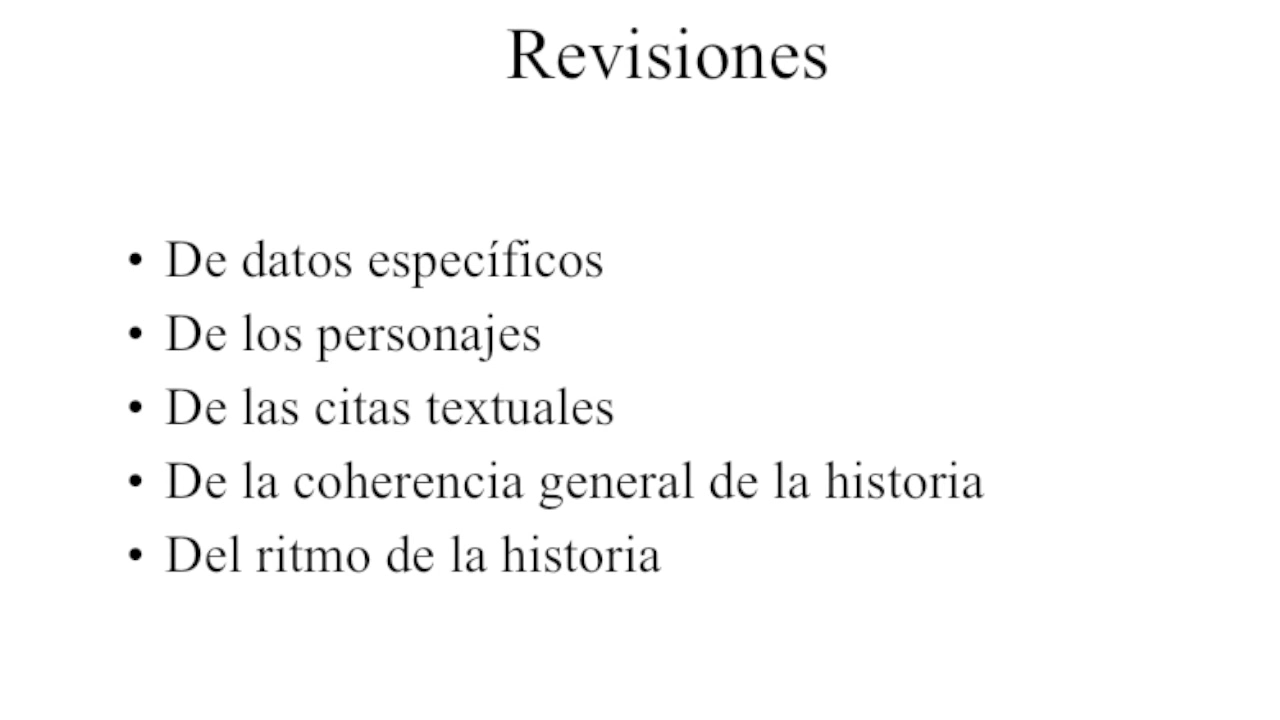 Revisiones
• De datos específicos
• De los personajes
• De las citas textuales
• De la coherencia general de la historia
• Del ritmo de la historia